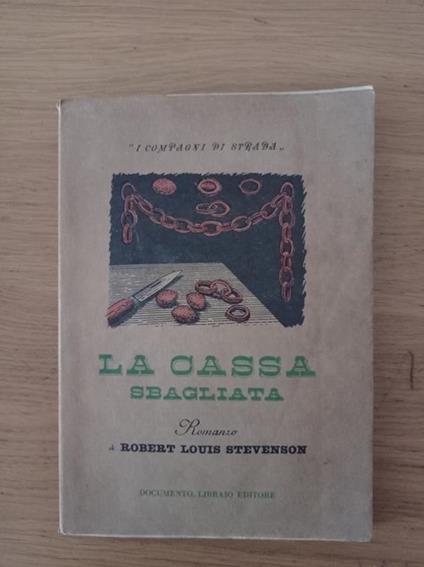 "I COMPAGNI DI STRADA„
LA CASSA
SBAGLIATA
Romanzo
di ROBERT LOUIS STEVENSON
DOCUMENTO, LIBRAIO EDITORE